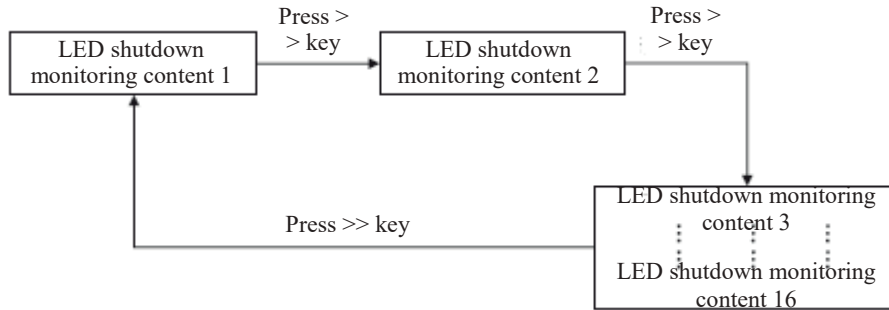 Press >
> key
Press >
> key
LED shutdown
monitoring content 1
LED shutdown
monitoring content 2
LED shutdown monitoring
content 3
Press >> key
LED shutdown monitoring
content 16